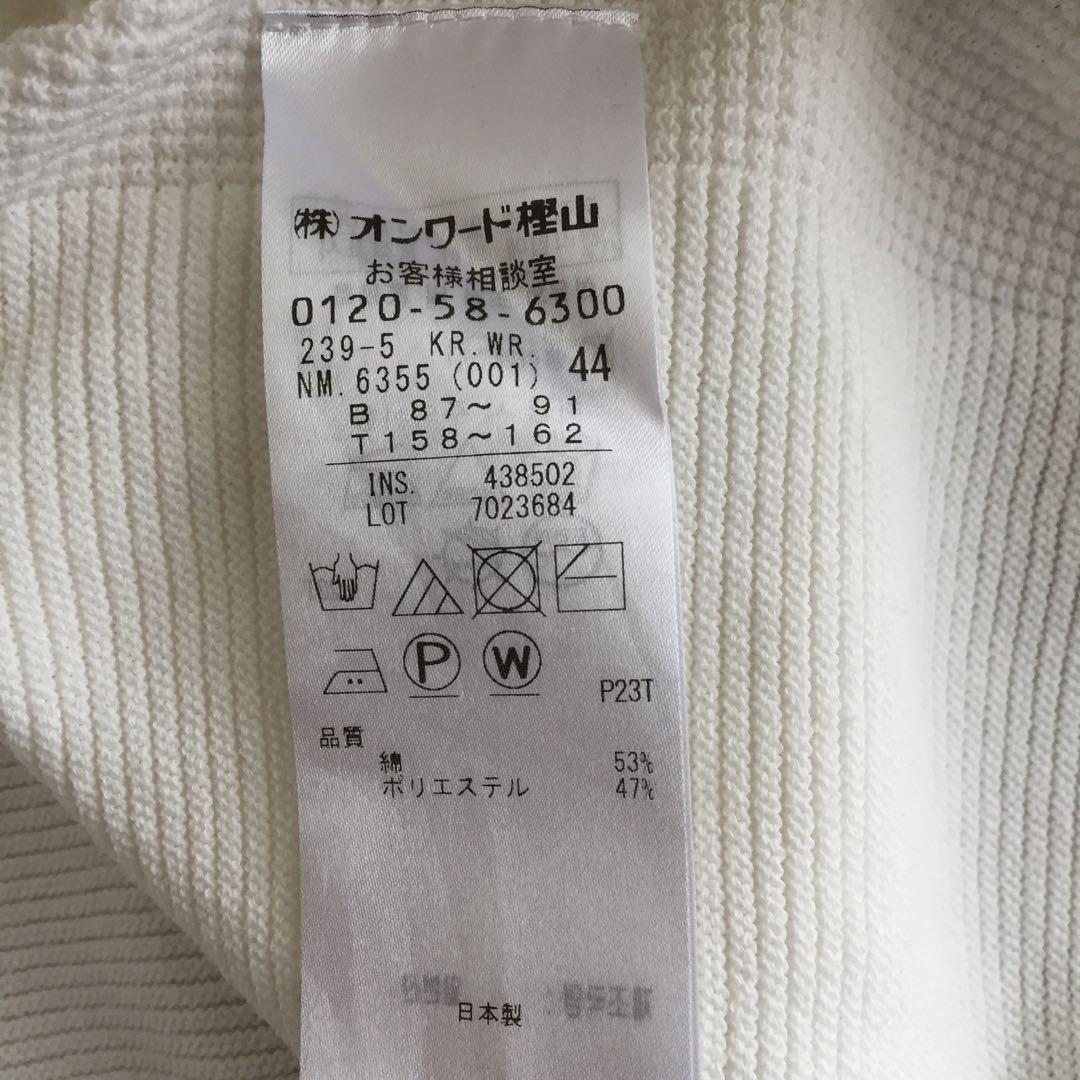 (株)オンワード樫山
お客様相談室
0120-58-6300
239-5 KR.WR.
NM.6355(001) 44
B 87～ 91
T158～162
INS. 438502
LOT 7023684
P W
P23T
品質
綿 53%
ポリエステル 47%
日本製